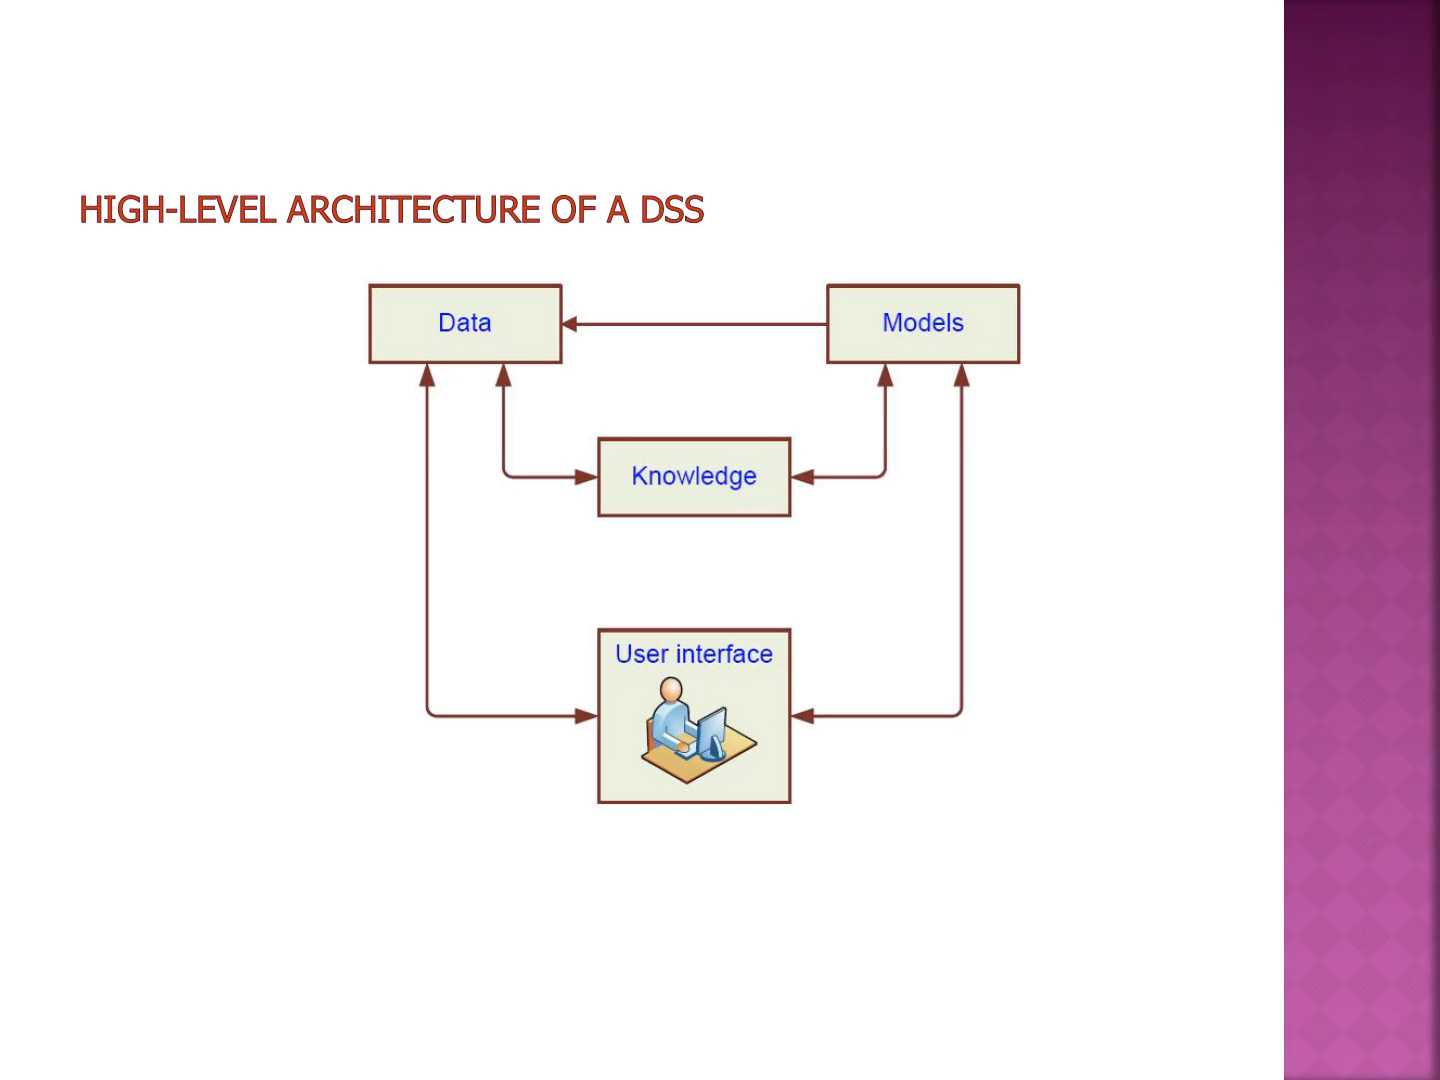 HIGH-LEVEL ARCHITECTURE OF A DSS
Data
Models
Knowledge
User interface